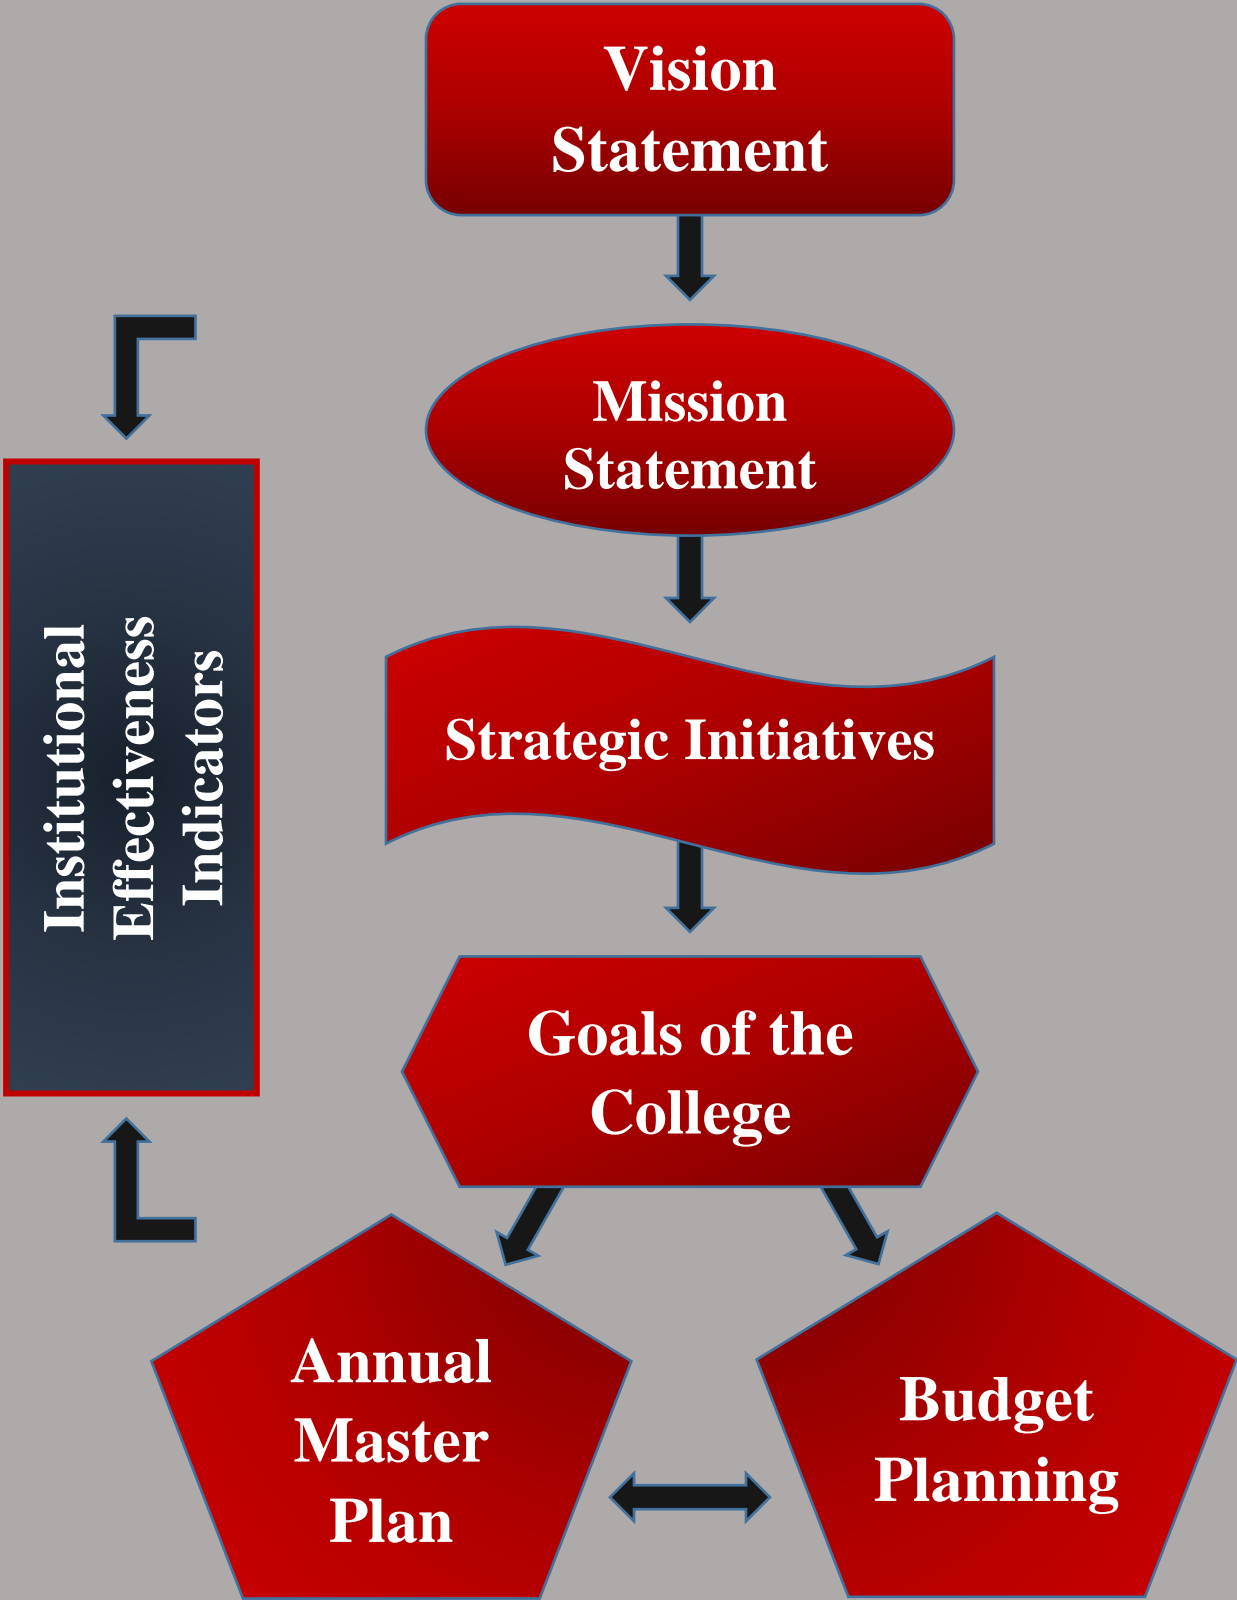 Vision
Statement
Mission
Statement
Strategic Initiatives
Institutional
Effectiveness
Indicators
Goals of the
College
Annual
Master
Plan
Budget
Planning